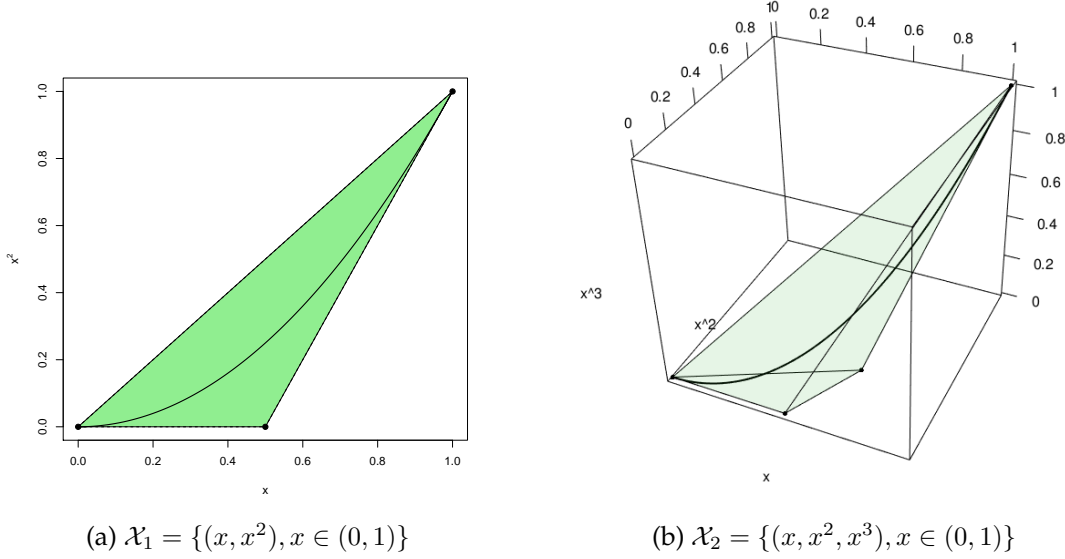 10 0.2 0.4 0.6 0.8 1
0.8
0.6
0.4
0.2
0
1
0.8
0.6
0.4
0.2
0
x^3
x^2
x
1.0
0.8
0.6
0.4
0.2
0.0
x²
0.0 0.2 0.4 0.6 0.8 1.0
x
(a) 𝒳₁ = {(x, x²), x ∈ (0, 1)}
(b) 𝒳₂ = {(x, x², x³), x ∈ (0, 1)}